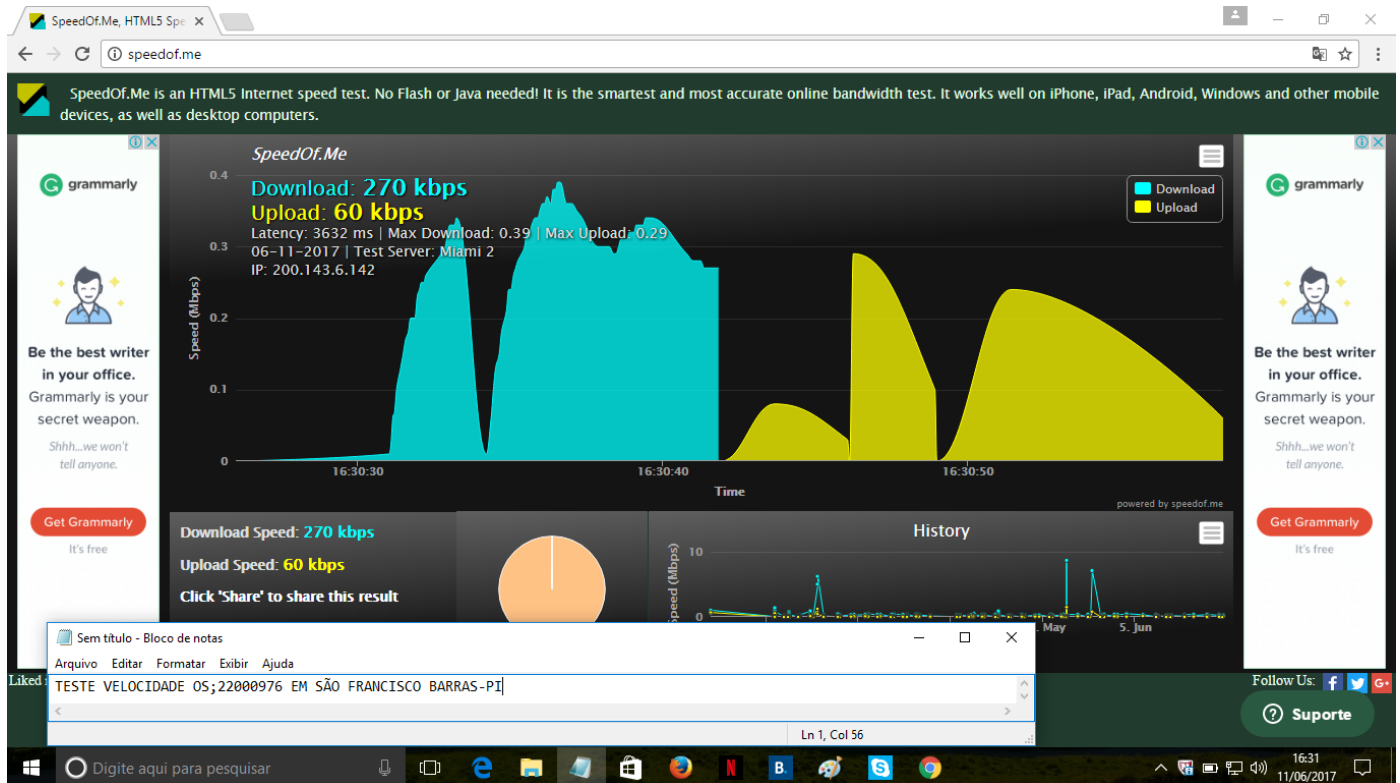 SpeedOf.Me, HTML5 Spe
speedof.me
SpeedOf.Me is an HTML5 Internet speed test. No Flash or Java needed! It is the smartest and most accurate online bandwidth test. It works well on iPhone, iPad, Android, Windows and other mobile
devices, as well as desktop computers.
grammarly
Be the best writer
in your office.
Grammarly is your
secret weapon.
Shhh...we won't
tell anyone.
Get Grammarly
It's free
SpeedOf.Me
Download: 270 kbps
Upload: 60 kbps
Latency: 3632 ms | Max Download: 0.39 | Max Upload: 0.29
06-11-2017 | Test Server: Miami 2
IP: 200.143.6.142
Download
Upload
0.4
0.3
0.2
0.1
0
Speed (Mbps)
16:30:30 16:30:40 16:30:50
Time
powered by speedof.me
grammarly
Be the best writer
in your office.
Grammarly is your
secret weapon.
Shhh...we won't
tell anyone.
Get Grammarly
It's free
Download Speed: 270 kbps
Upload Speed: 60 kbps
Click 'Share' to share this result
History
Speed (Mbps)
10
0
May 5. Jun
Sem título - Bloco de notas
Arquivo Editar Formatar Exibir Ajuda
TESTE VELOCIDADE OS;22000976 EM SÃO FRANCISCO BARRAS-PI
Ln 1, Col 56
Liked
Follow Us:
Suporte
Digite aqui para pesquisar
16:31
11/06/2017